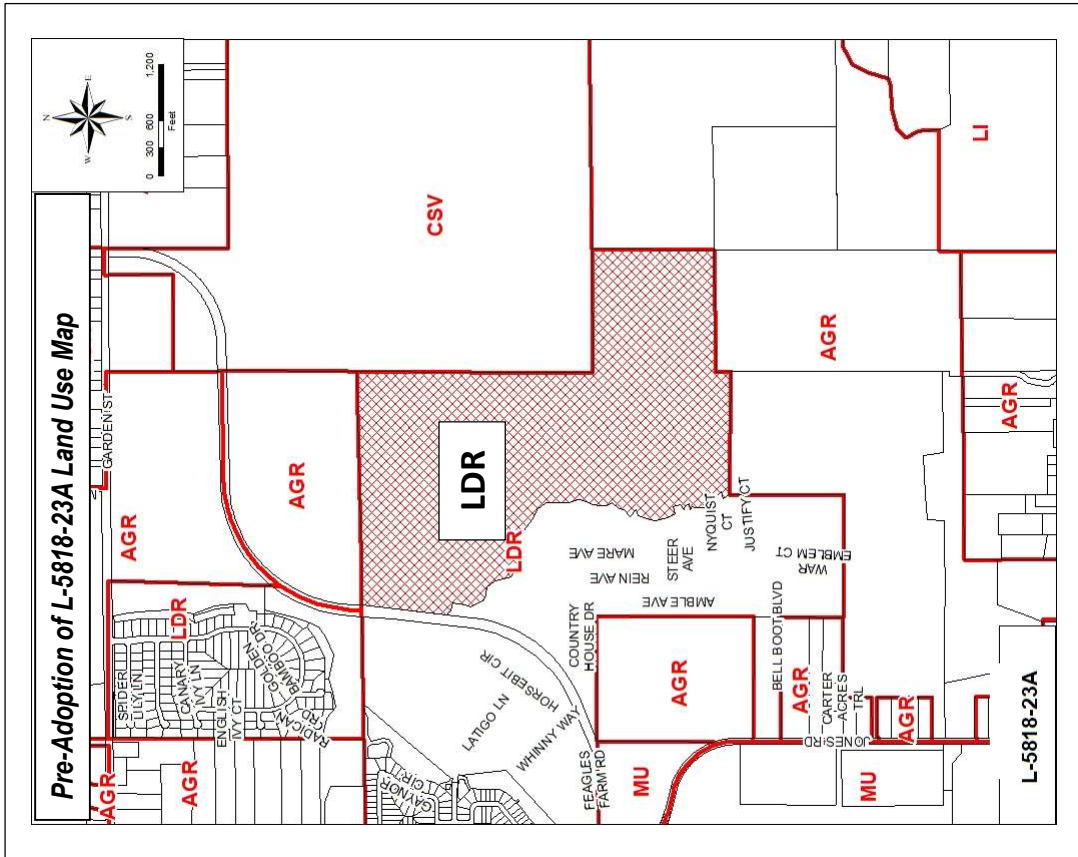 Pre-Adoption of L-5818-23A Land Use Map
N
W
E
S
0 300 600 1,200
Feet
GARDEN ST
AGR
CSV
AGR
LDR
SPIDER
LILY LN
CANARY
IVY LN
ENGLISH
IVY CT
GOLDEN
BAMBOO DR
RADICAN
RD
AGR
AGR
LDR
LDR
HORSEBIT CIR
LATIGO LN
WHINNY WAY
GAYNOR
CIR
FEAGLES
FARM RD
COUNTRY
HOUSE DR
MARE AVE
REIN AVE
AMBLE AVE
STEER
AVE
NYQUIST
CT
JUSTIFY CT
WAR
EMBLEM CT
BELL BOOT BLVD
AGR
MU
AGR
CARTER
ACRES
TRL
JONES RD
AGR
MU
AGR
AGR
LI
L-5818-23A